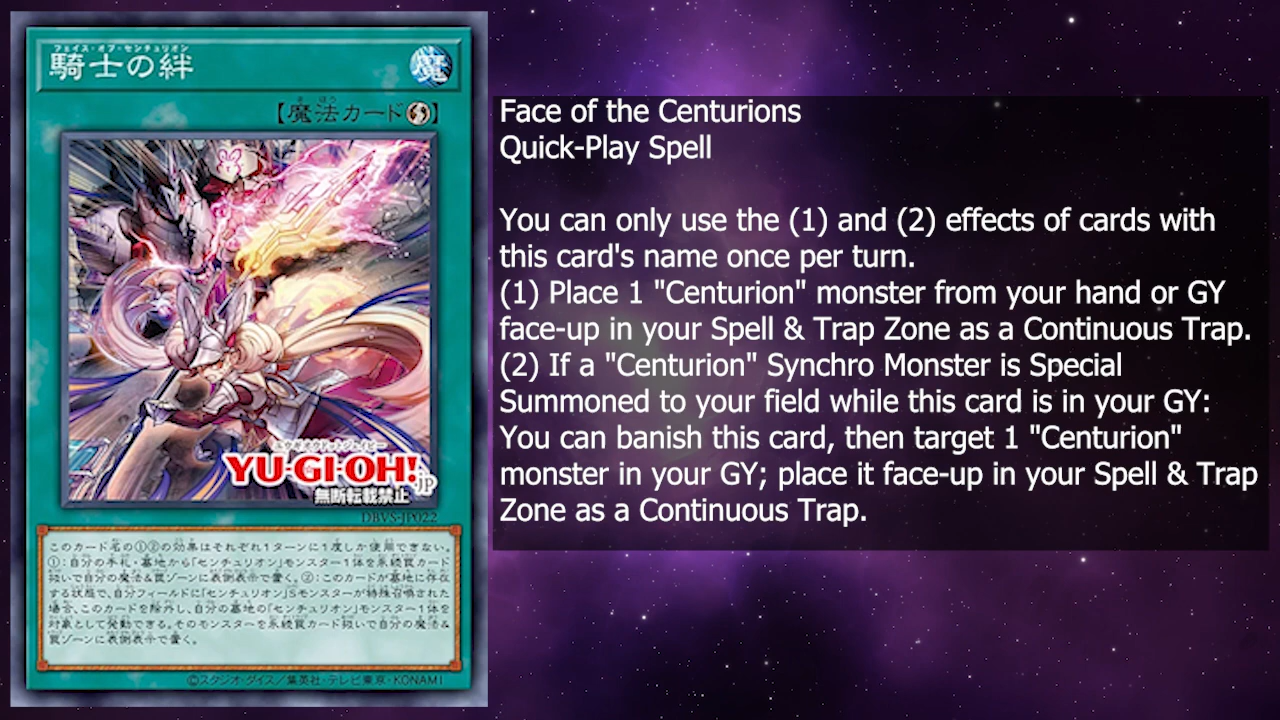 フェイス・オブ・センチュリオン
騎士の絆
魔
【魔法カード】
YU-GI-OH!.jp
無断転載禁止
DBVS-JP022
このカード名の①②の効果はそれぞれ1ターンに1度しか使用できない。
①：自分の手札・墓地から「センチュリオン」モンスター1体を永続罠カード
扱いで自分の魔法&罠ゾーンに表側表示で置く。②：このカードが墓地に存在
する状態で、自分フィールドに「センチュリオン」Sモンスターが特殊召喚された
場合、このカードを除外し、自分の墓地の「センチュリオン」モンスター1体を
対象として発動できる。そのモンスターを永続罠カード扱いで自分の魔法&
罠ゾーンに表側表示で置く。
©スタジオ・ダイス/集英社・テレビ東京・KONAMI
Face of the Centurions
Quick-Play Spell
You can only use the (1) and (2) effects of cards with
this card's name once per turn.
(1) Place 1 "Centurion" monster from your hand or GY
face-up in your Spell & Trap Zone as a Continuous Trap.
(2) If a "Centurion" Synchro Monster is Special
Summoned to your field while this card is in your GY:
You can banish this card, then target 1 "Centurion"
monster in your GY; place it face-up in your Spell & Trap
Zone as a Continuous Trap.